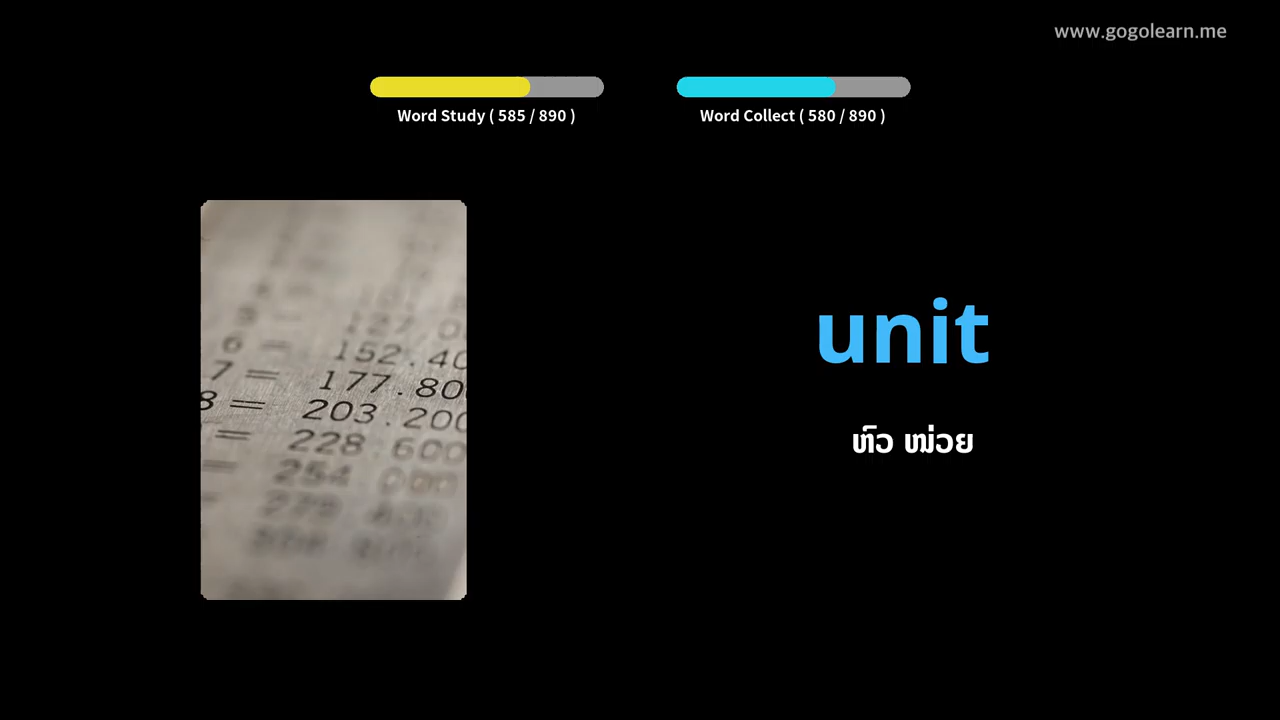 www.gogolearn.me
Word Study ( 585 / 890 )
Word Collect ( 580 / 890 )
6 = 152.40
7 = 177.80
8 = 203.200
= 228.600
254
unit
ຫົວ ໜ່ວຍ